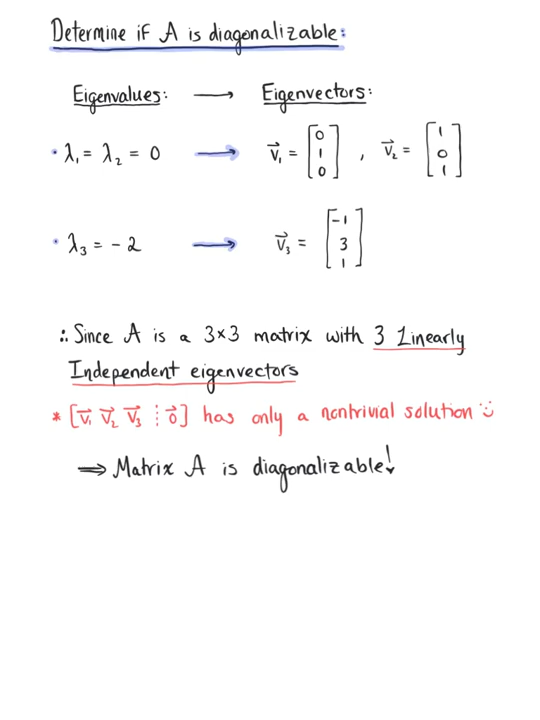 Determine if A is diagonalizable:
Eigenvalues: → Eigenvectors:
• λ₁ = λ₂ = 0 → v⃗₁ = [0 1 0] , v⃗₂ = [1 0 1]
• λ₃ = - 2 → v⃗₃ = [-1 3 1]
∴ Since A is a 3×3 matrix with 3 Linearly
Independent eigenvectors
* [v⃗₁ v⃗₂ v⃗₃ ⋮ 0⃗] has only a nontrivial solution :)
⇒ Matrix A is diagonalizable!